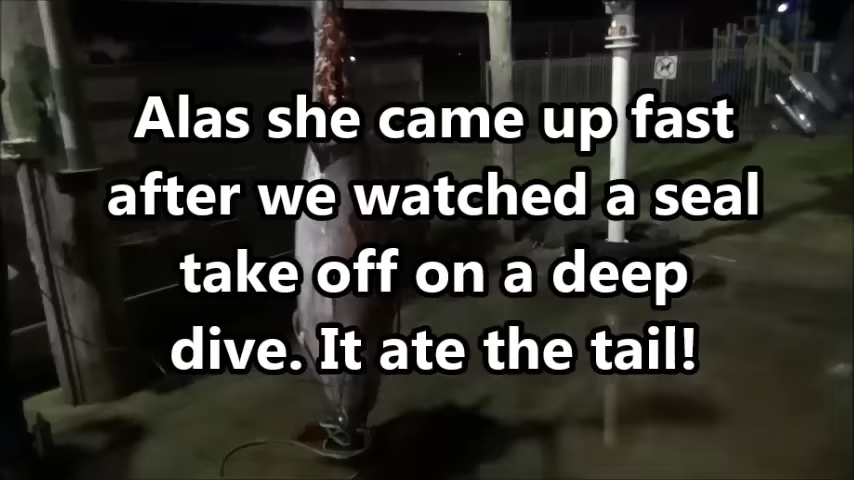 Alas she came up fast
after we watched a seal
take off on a deep
dive. It ate the tail!